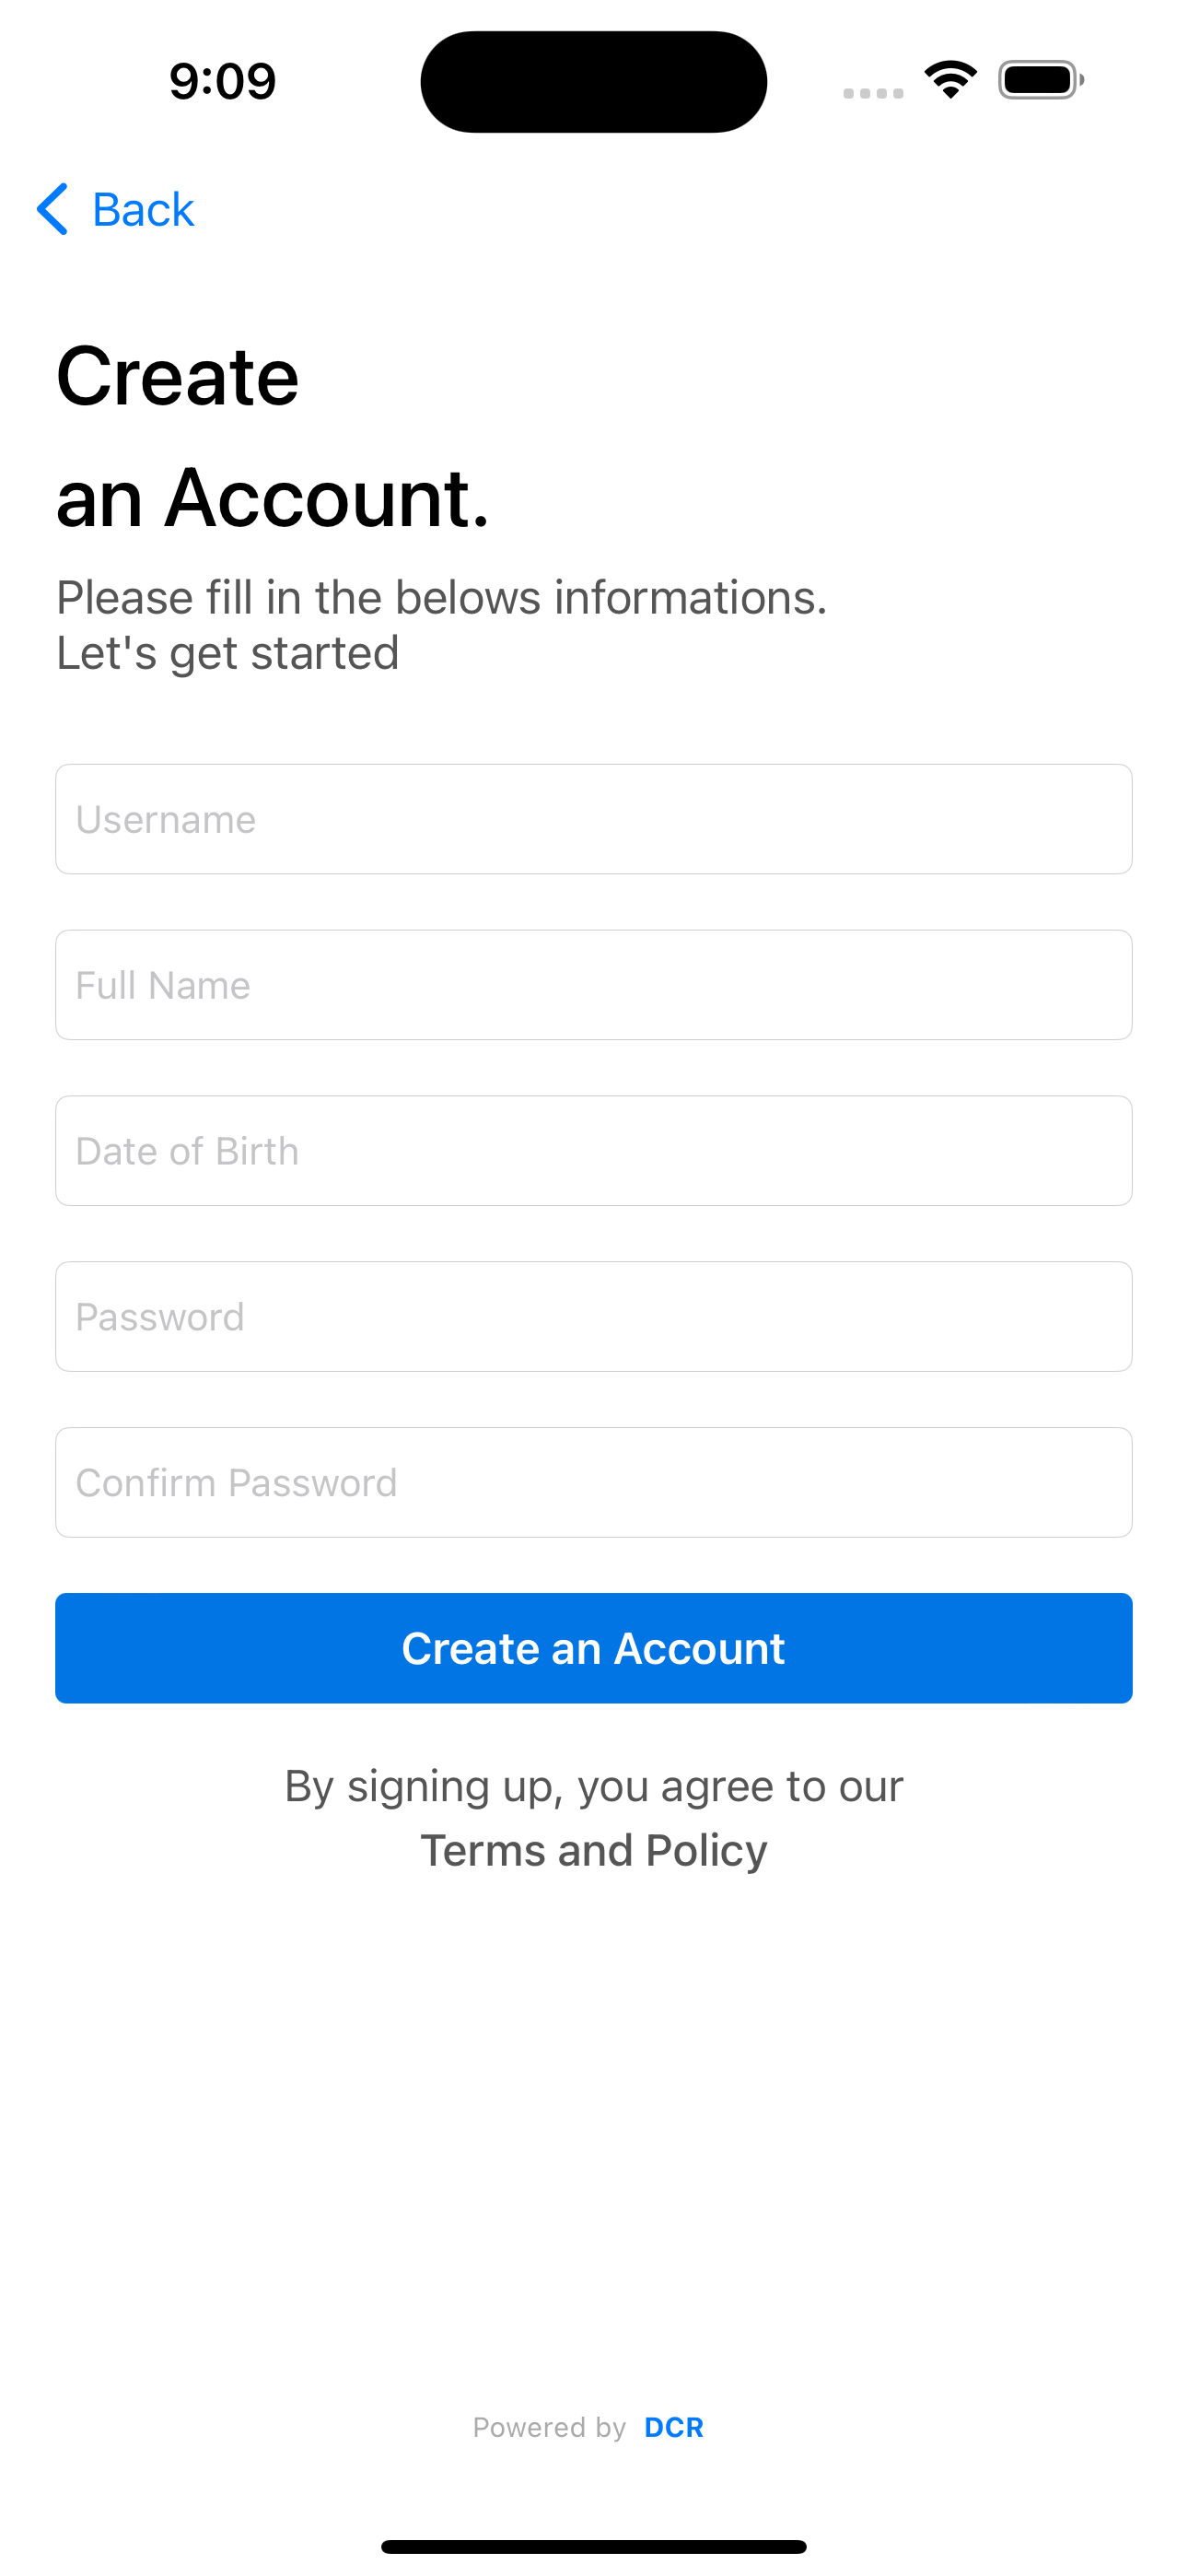 9:09
Back
Create
an Account.
Please fill in the belows informations.
Let's get started
Username
Full Name
Date of Birth
Password
Confirm Password
Create an Account
By signing up, you agree to our
Terms and Policy
Powered by DCR